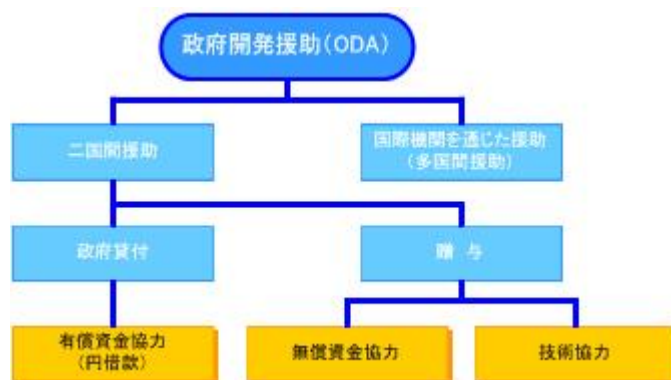 政府開発援助(ODA)
二国間援助
国際機関を通じた援助
(多国間援助)
政府貸付
贈 与
有償資金協力
(円借款)
無償資金協力
技術協力